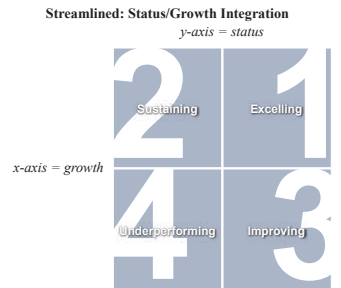 Streamlined: Status/Growth Integration
y-axis = status
2 1
Sustaining Excelling
x-axis = growth
4 3
Underperforming Improving